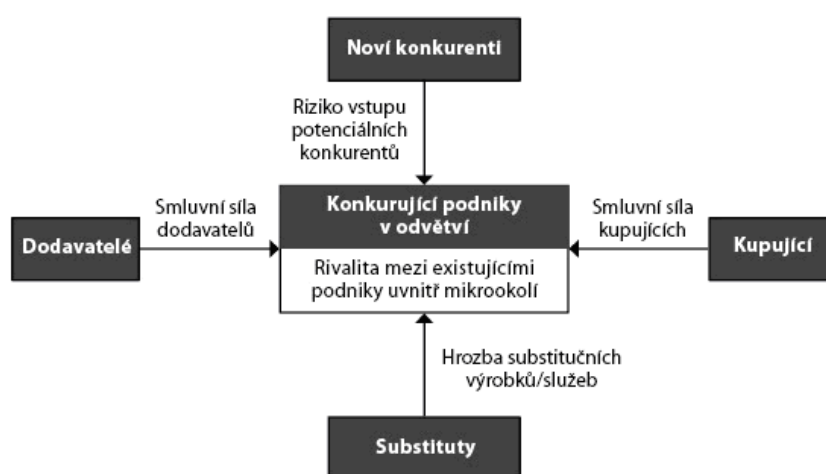 Noví konkurenti
Riziko vstupu
potenciálních
konkurentů
Konkurující podniky
v odvětví
Smluvní síla
dodavatelů
Smluvní síla
kupujících
Dodavatelé
Kupující
Rivalita mezi existujícími
podniky uvnitř mikrookolí
Hrozba substitučních
výrobků/služeb
Substituty